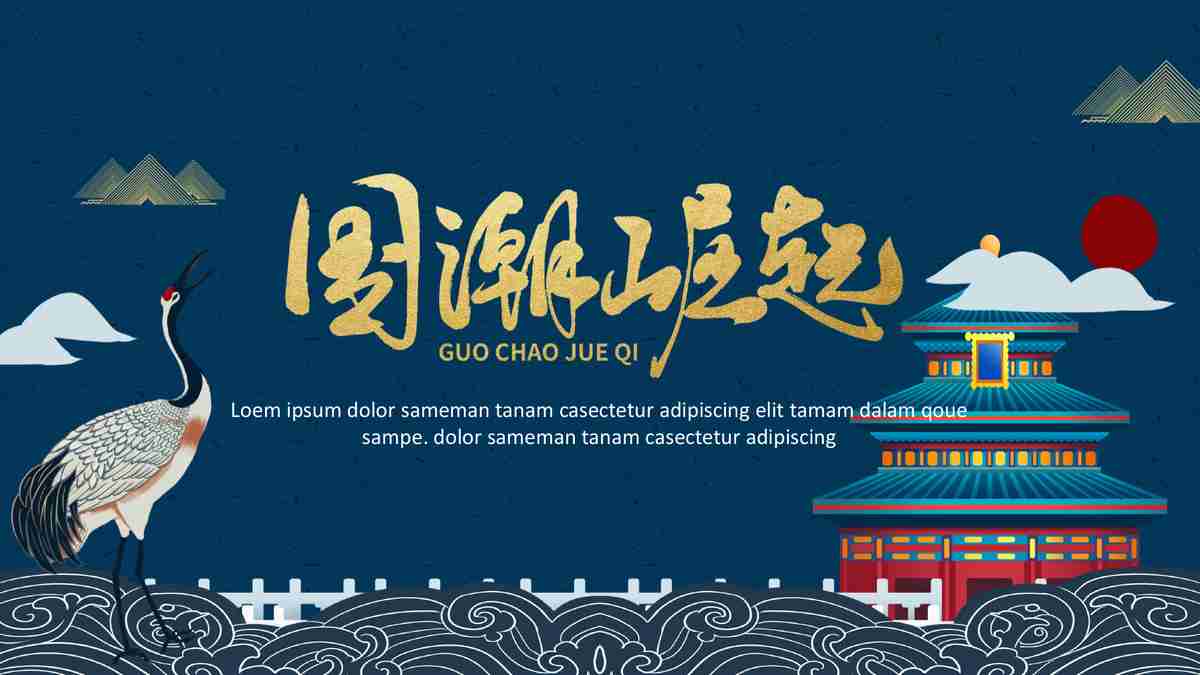 国潮崛起
GUO CHAO JUE QI
Loem ipsum dolor sameman tanam casectetur adipiscing elit tamam dalam qoue
sampe. dolor sameman tanam casectetur adipiscing